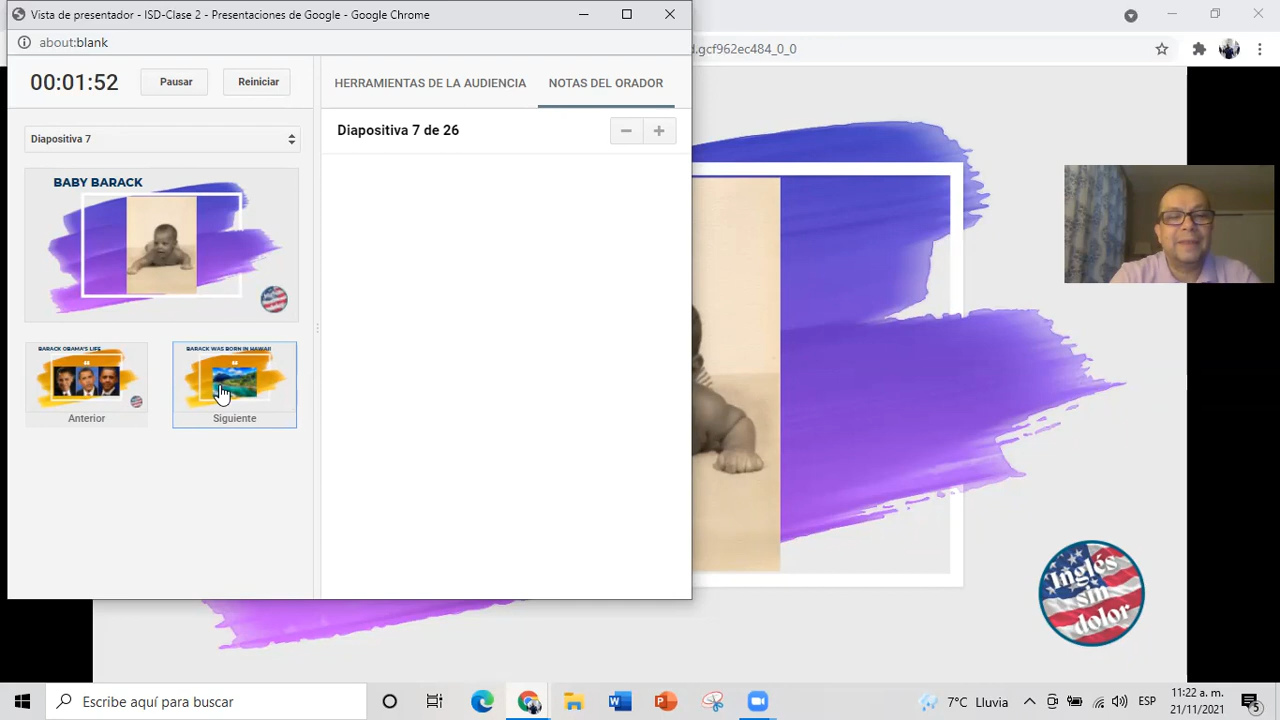 Vista de presentador - ISD-Clase 2 - Presentaciones de Google - Google Chrome
about:blank
d.gcf962ec484_0_0
00:01:52
Pausar
Reiniciar
HERRAMIENTAS DE LA AUDIENCIA
NOTAS DEL ORADOR
Diapositiva 7
Diapositiva 7 de 26
BABY BARACK
BARACK OBAMA'S LIFE
BARACK WAS BORN IN HAWAII
Anterior
Siguiente
Inglés
sin
dolor
Escribe aquí para buscar
7°C Lluvia
ESP
11:22 a. m.
21/11/2021
5